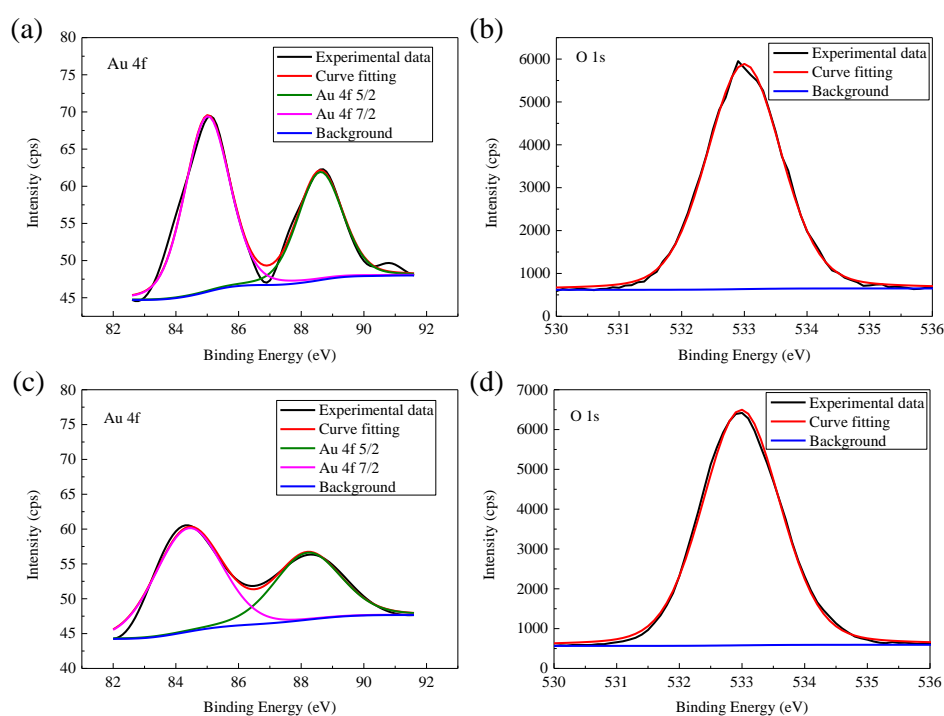 (a)
Au 4f
Experimental data
Curve fitting
Au 4f 5/2
Au 4f 7/2
Background
Intensity (cps)
80
75
70
65
60
55
50
45
82 84 86 88 90 92
Binding Energy (eV)
(b)
O 1s
Experimental data
Curve fitting
Background
Intensity (cps)
6000
5000
4000
3000
2000
1000
0
530 531 532 533 534 535 536
Binding Energy (eV)
(c)
Au 4f
Experimental data
Curve fitting
Au 4f 5/2
Au 4f 7/2
Background
Intensity (cps)
80
75
70
65
60
55
50
45
40
82 84 86 88 90 92
Binding Energy (eV)
(d)
O 1s
Experimental data
Curve fitting
Background
Intensity (cps)
7000
6000
5000
4000
3000
2000
1000
0
530 531 532 533 534 535 536
Binding Energy (eV)